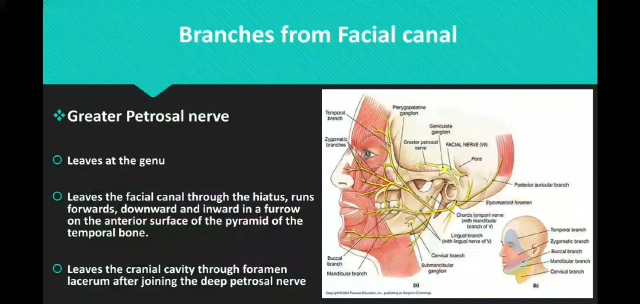 Branches from Facial canal
❖Greater Petrosal nerve
Leaves at the genu
Leaves the facial canal through the hiatus, runs
forwards, downward and inward in a furrow
on the anterior surface of the pyramid of the
temporal bone.
Leaves the cranial cavity through foramen
lacerum after joining the deep petrosal nerve
Temporal
branch
Zygomatic
branches
Buccal
branch
Mandibular branch
Pterygopalatine
ganglion
Geniculate
ganglion
Greater petrosal
nerve
FACIAL NERVE (VII)
Pons
Posterior auricular branch
Stylomastoid foramen
Chorda tympani nerve
(with mandibular
branch of V)
Lingual branch
(with lingual nerve of V)
Cervical branch
Submandibular
ganglion
(a)
Temporal branch
Zygomatic branch
Buccal branch
Mandibular branch
Cervical branch
(b)